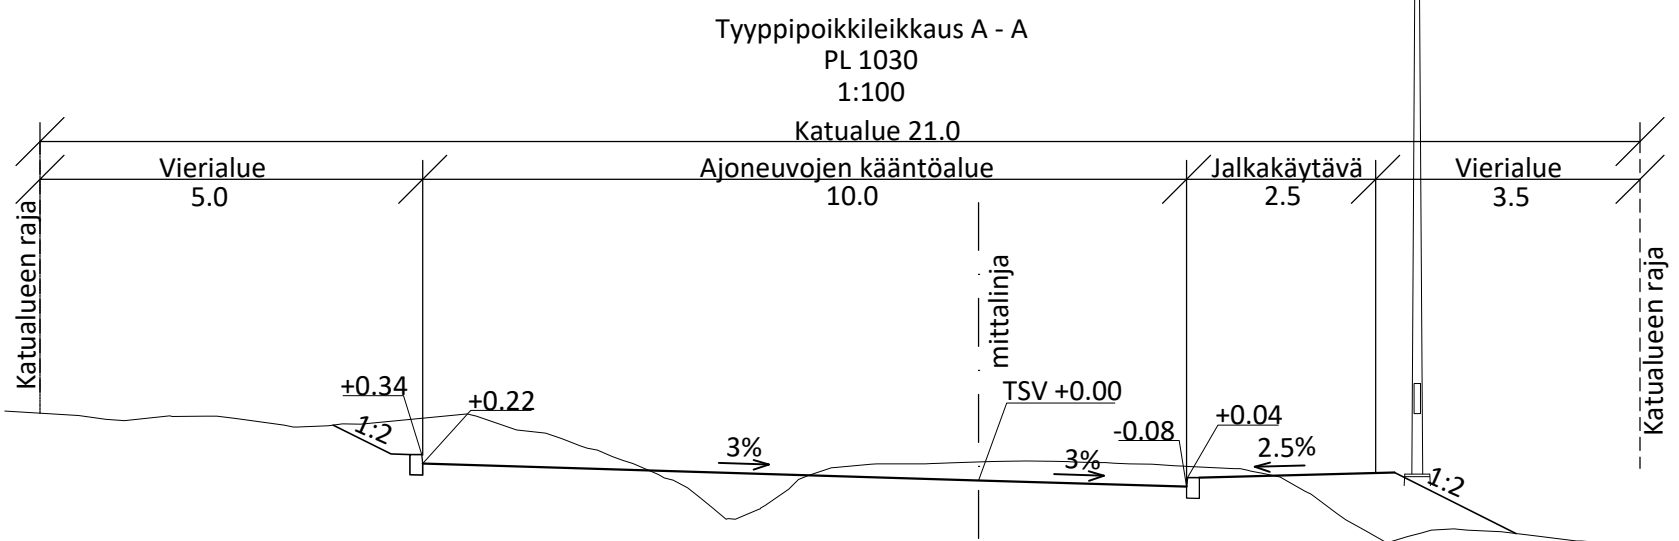 Tyyppipoikkileikkaus A - A
PL 1030
1:100
Katualue 21.0
Vierialue
5.0
Ajoneuvojen kääntöalue
10.0
Jalkakäytävä
2.5
Vierialue
3.5
Katualueen raja
mittalinja
Katualueen raja
+0.34
+0.22
TSV +0.00
-0.08
+0.04
1:2
3%
3%
2.5%
1:2